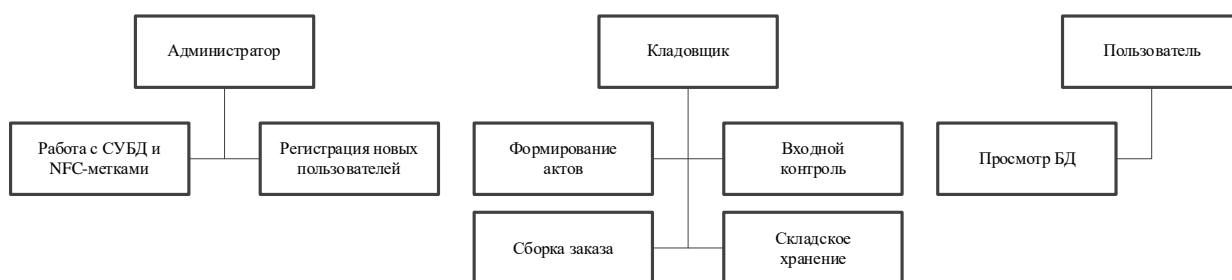 Администратор
Кладовщик
Пользователь
Работа с СУБД и
NFC-метками
Регистрация новых
пользователей
Формирование
актов
Входной
контроль
Просмотр БД
Сборка заказа
Складское
хранение